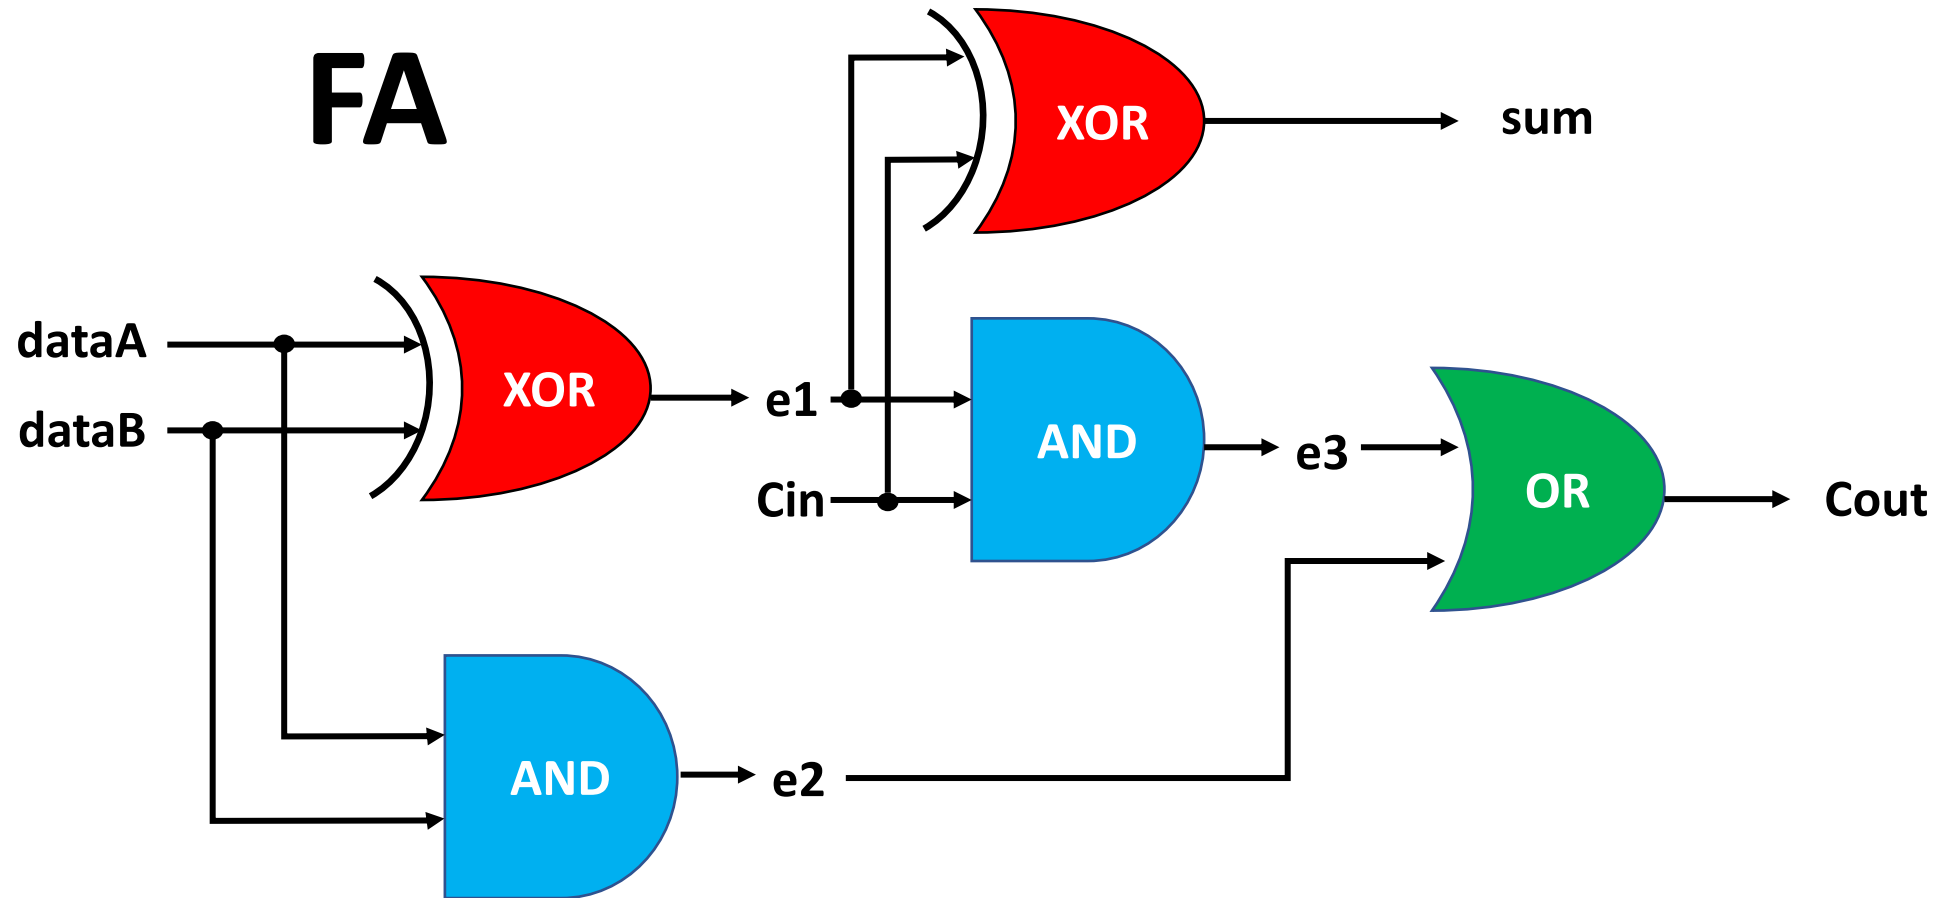 FA
XOR
sum
dataA
XOR
dataB
e1
AND
e3
Cin
OR
Cout
AND
e2